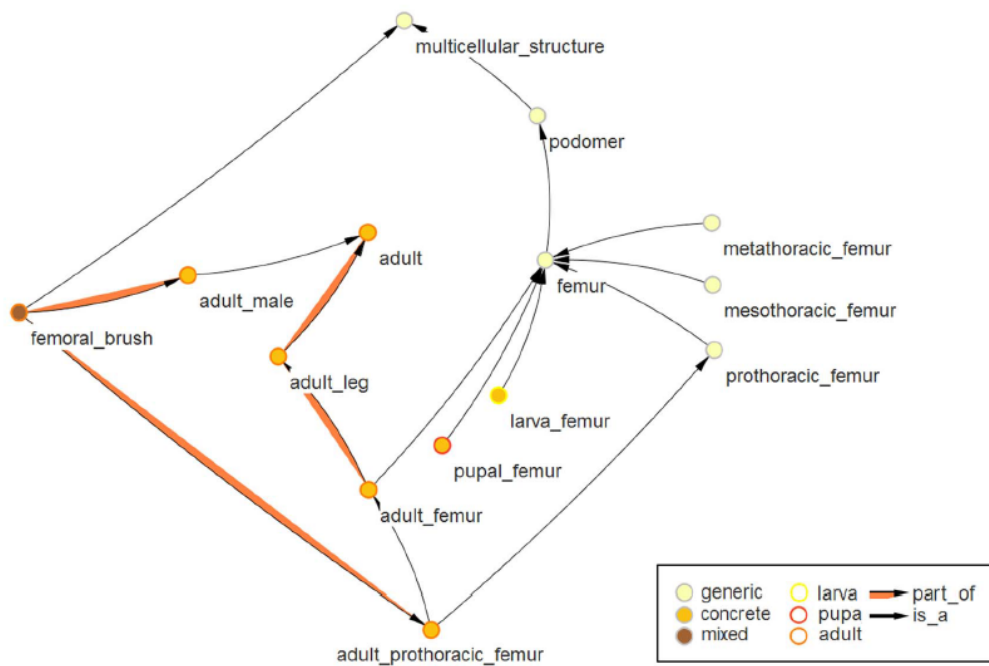 multicellular_structure
podomer
metathoracic_femur
adult
femur
adult_male
mesothoracic_femur
femoral_brush
prothoracic_femur
adult_leg
larva_femur
pupal_femur
adult_femur
adult_prothoracic_femur
generic larva part_of
concrete pupa is_a
mixed adult